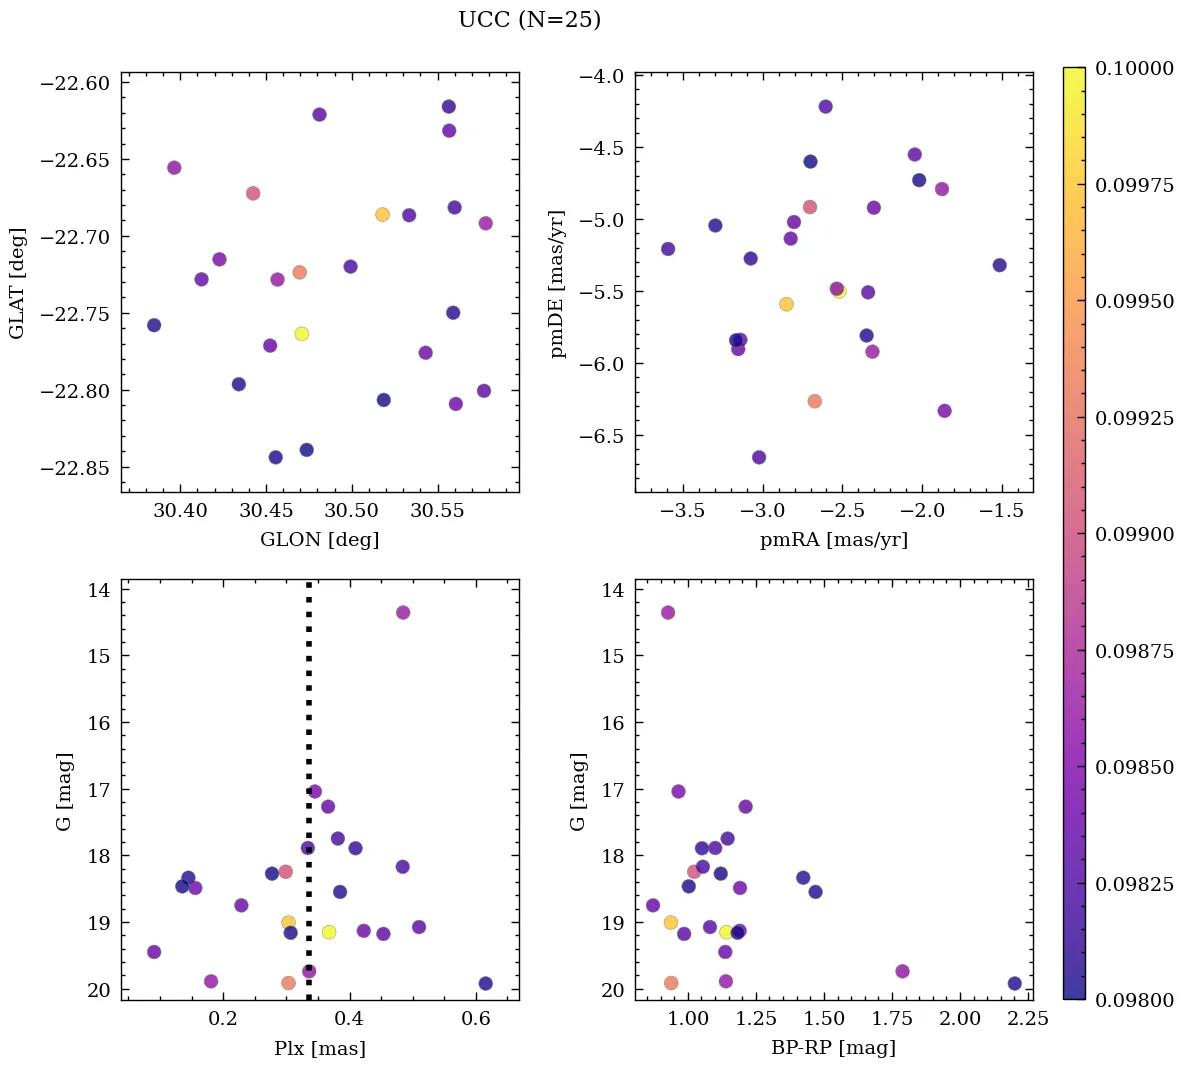 UCC (N=25)
−22.60
−22.65
−22.70
−22.75
−22.80
−22.85
GLAT [deg]
30.40 30.45 30.50 30.55
GLON [deg]
−4.0
−4.5
−5.0
−5.5
−6.0
−6.5
pmDE [mas/yr]
−3.5 −3.0 −2.5 −2.0 −1.5
pmRA [mas/yr]
14
15
16
17
18
19
20
G [mag]
0.2 0.4 0.6
Plx [mas]
14
15
16
17
18
19
20
G [mag]
1.00 1.25 1.50 1.75 2.00 2.25
BP-RP [mag]
0.10000
0.09975
0.09950
0.09925
0.09900
0.09875
0.09850
0.09825
0.09800